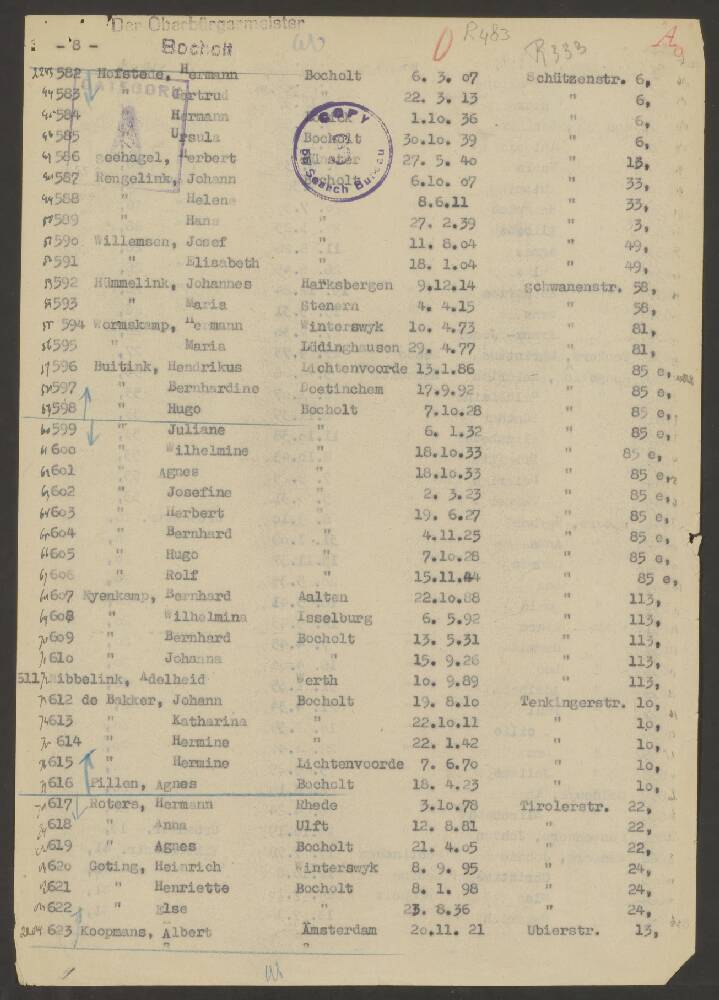 Der Oberbürgermeister
- 8 -
Bocholt
R483
R333
582 Hofstede, Hermann Bocholt 6. 3. 07 Schützenstr. 6,
583 " Gertrud " 22. 3. 13 " 6,
584 " Hermann 1.10. 36 " 6,
585 " Ursula Bocholt 30.10. 39 " 6,
586 Seehagel, Herbert Münster 27. 5. 40 " 13,
587 Rengelink, Johann Bocholt 6.10. 07 " 33,
588 " Helene " 8.6.11 " 33,
589 " Hans " 27. 2.39 " 3,
590 Willemsen, Josef " 11. 8.04 " 49,
591 " Elisabeth " 18. 1.04 " 49,
592 Hümmelink, Johannes Haaksbergen 9.12.14 Schwanenstr. 58,
593 " Maria Stenern 4. 4.15 " 58,
594 Wormskamp, Hermann Winterswyk 10. 4.73 " 81,
595 " Maria Lüdinghausen 29. 4.77 " 81,
596 Buitink, Hendrikus Lichtenvoorde 13.1.86 " 85 e,
597 " Bernhardine Doetinchem 17.9.92 " 85 e,
598 " Hugo Bocholt 7.10.28 " 85 e,
599 " Juliane " 6. 1.32 " 85 e,
600 " Wilhelmine " 18.10.33 " 85 e,
601 " Agnes " 18.10.33 " 85 e,
602 " Josefine " 2. 3.23 " 85 e,
603 " Herbert " 19. 6.27 " 85 e,
604 " Bernhard " 4.11.25 " 85 e,
605 " Hugo " 7.10.28 " 85 e,
606 " Rolf " 15.11.44 " 85 e,
607 Ryenkamp, Bernhard Aalten 22.10.88 " 113,
608 " Wilhelmina Isselburg 6. 5.92 " 113,
609 " Bernhard Bocholt 13. 5.31 " 113,
610 " Johanna " 15. 9.26 " 113,
611 ibbelink, Adelheid Werth 10. 9.89 " 113,
612 de Bakker, Johann Bocholt 19. 8.10 Tenkingerstr. 10,
613 " Katharina " 22.10.11 " 10,
614 " Hermine " 22. 1.42 " 10,
615 " Hermine Lichtenvoorde 7. 6.70 " 10,
616 Pillen, Agnes Bocholt 18. 4.23 " 10,
617 Roters, Hermann Rhede 3.10.78 Tirolerstr. 22,
618 " Anna Ulft 12. 8.81 " 22,
619 " Agnes Bocholt 21. 4.05 " 22,
620 Goting, Heinrich Winterswyk 8. 9. 95 " 24,
621 " Henriette Bocholt 8. 1. 98 " 24,
622 " Else " 23. 8.36 " 24,
623 Koopmans, Albert Amsterdam 20.11. 21 Ubierstr. 13,
" "
COPY
Search Bureau